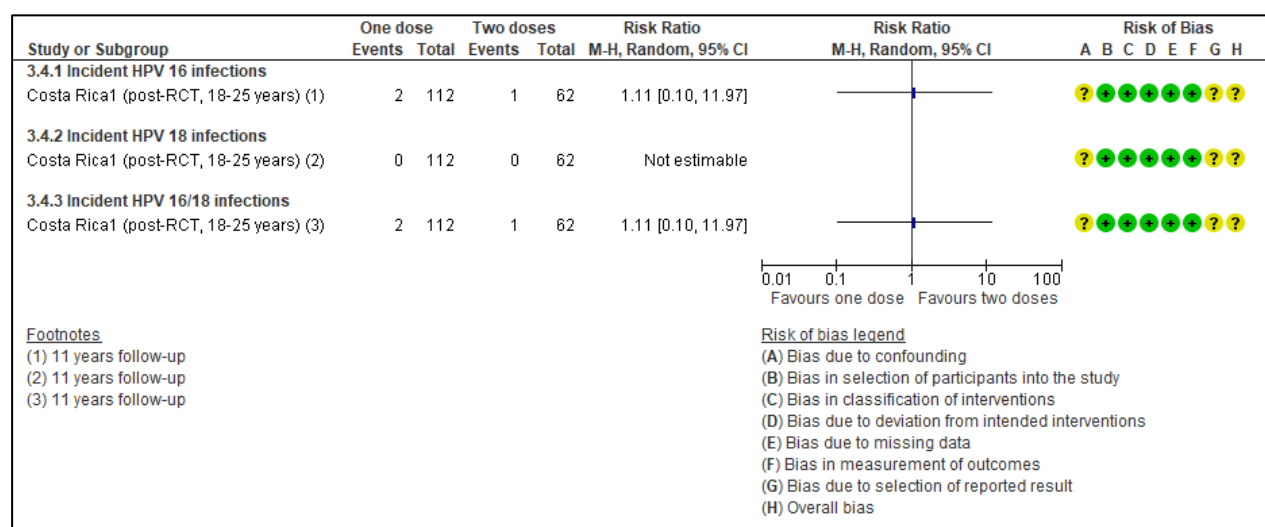 One dose Two doses Risk Ratio Risk Ratio Risk of Bias
Study or Subgroup Events Total Events Total M-H, Random, 95% CI M-H, Random, 95% CI A B C D E F G H
3.4.1 Incident HPV 16 infections
Costa Rica1 (post-RCT, 18-25 years) (1) 2 112 1 62 1.11 [0.10, 11.97] ? + + + + + ? ?
3.4.2 Incident HPV 18 infections
Costa Rica1 (post-RCT, 18-25 years) (2) 0 112 0 62 Not estimable ? + + + + + ? ?
3.4.3 Incident HPV 16/18 infections
Costa Rica1 (post-RCT, 18-25 years) (3) 2 112 1 62 1.11 [0.10, 11.97] ? + + + + + ? ?
0.01 0.1 1 10 100
Favours one dose Favours two doses
Footnotes
(1) 11 years follow-up
(2) 11 years follow-up
(3) 11 years follow-up
Risk of bias legend
(A) Bias due to confounding
(B) Bias in selection of participants into the study
(C) Bias in classification of interventions
(D) Bias due to deviation from intended interventions
(E) Bias due to missing data
(F) Bias in measurement of outcomes
(G) Bias due to selection of reported result
(H) Overall bias